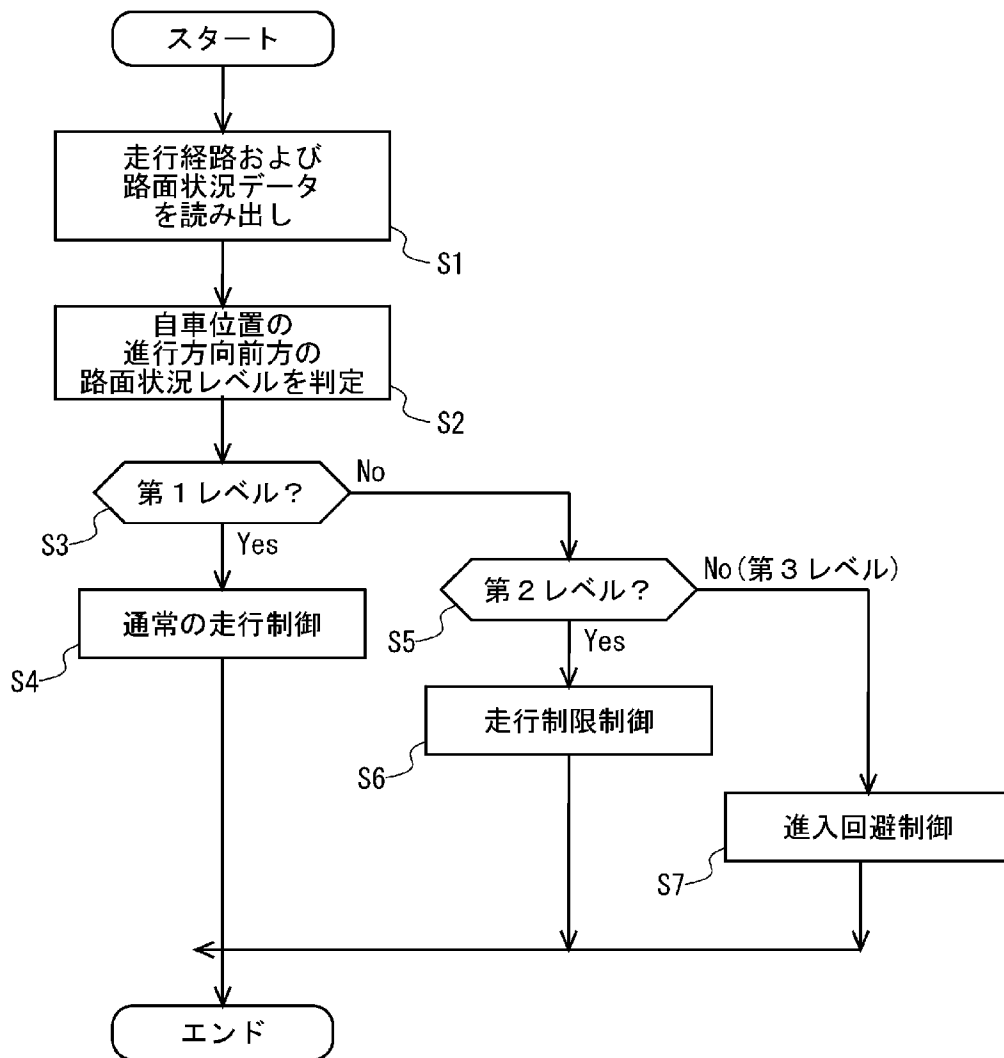 スタート
走行経路および
路面状況データ
を読み出し
S1
自車位置の
進行方向前方の
路面状況レベルを判定
S2
第1レベル？
No
S3
Yes
第2レベル？
No(第3レベル)
S5
Yes
通常の走行制御
S4
走行制限制御
S6
進入回避制御
S7
エンド